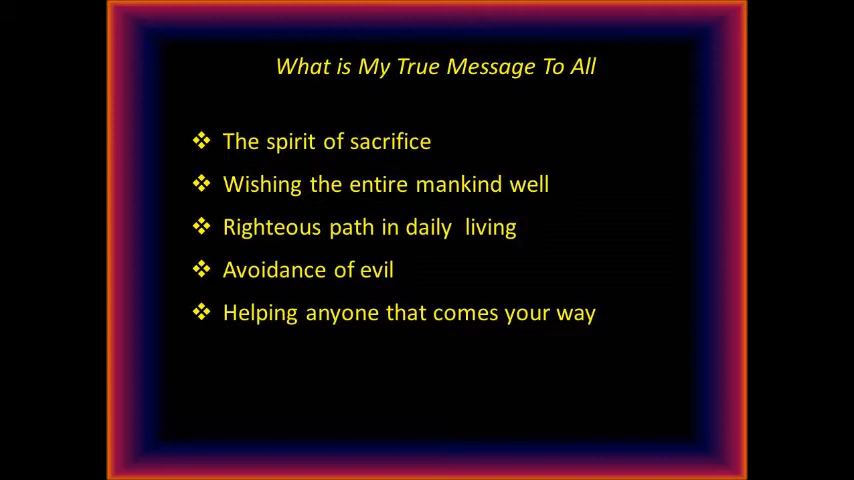 What is My True Message To All
❖ The spirit of sacrifice
❖ Wishing the entire mankind well
❖ Righteous path in daily  living
❖ Avoidance of evil
❖ Helping anyone that comes your way